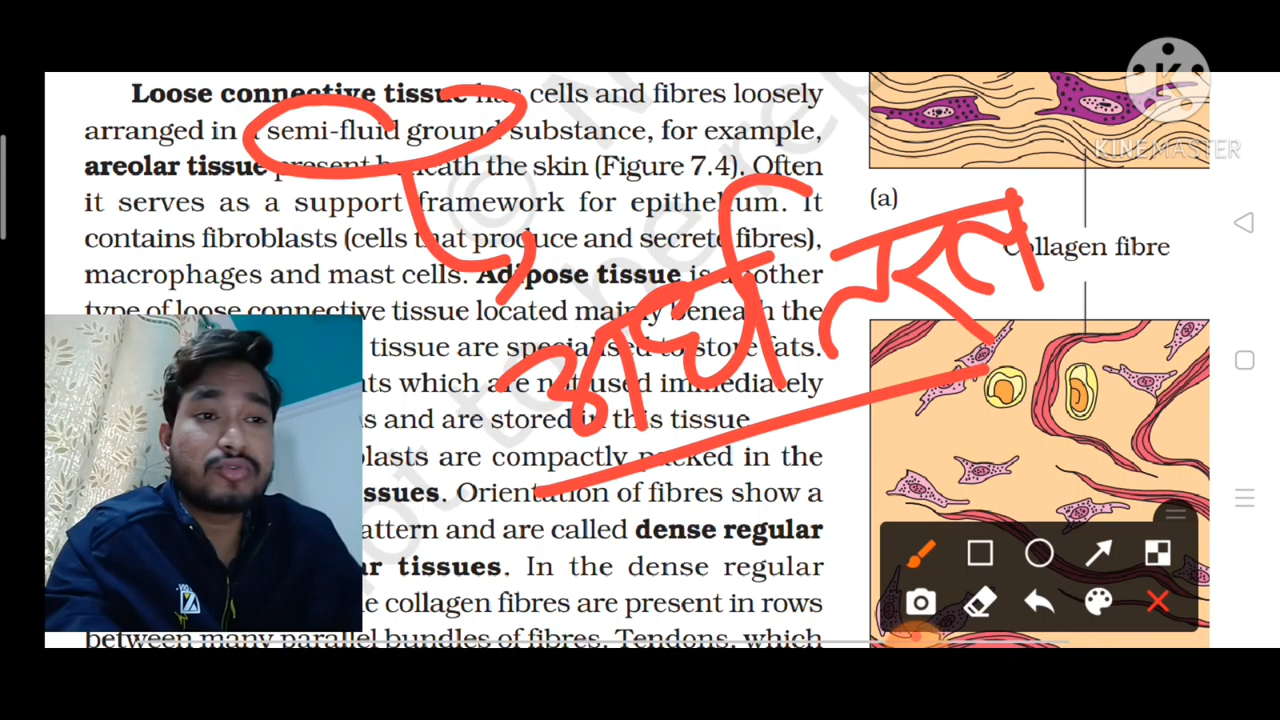 Loose connective tissue has cells and fibres loosely
arranged in a semi-fluid ground substance, for example,
areolar tissue present beneath the skin (Figure 7.4). Often
it serves as a support framework for epithelium. It
contains fibroblasts (cells that produce and secrete fibres),
macrophages and mast cells. Adipose tissue is another
type of loose connective tissue located mainly beneath the
tissue are specialised to store fats.
which are not used immediately
and are stored in this tissue.
are compactly packed in the
Orientation of fibres show a
and are called dense regular
tissues. In the dense regular
collagen fibres are present in rows
between many parallel bundles of fibres. Tendons, which
KINEMASTER
(a)
Collagen fibre